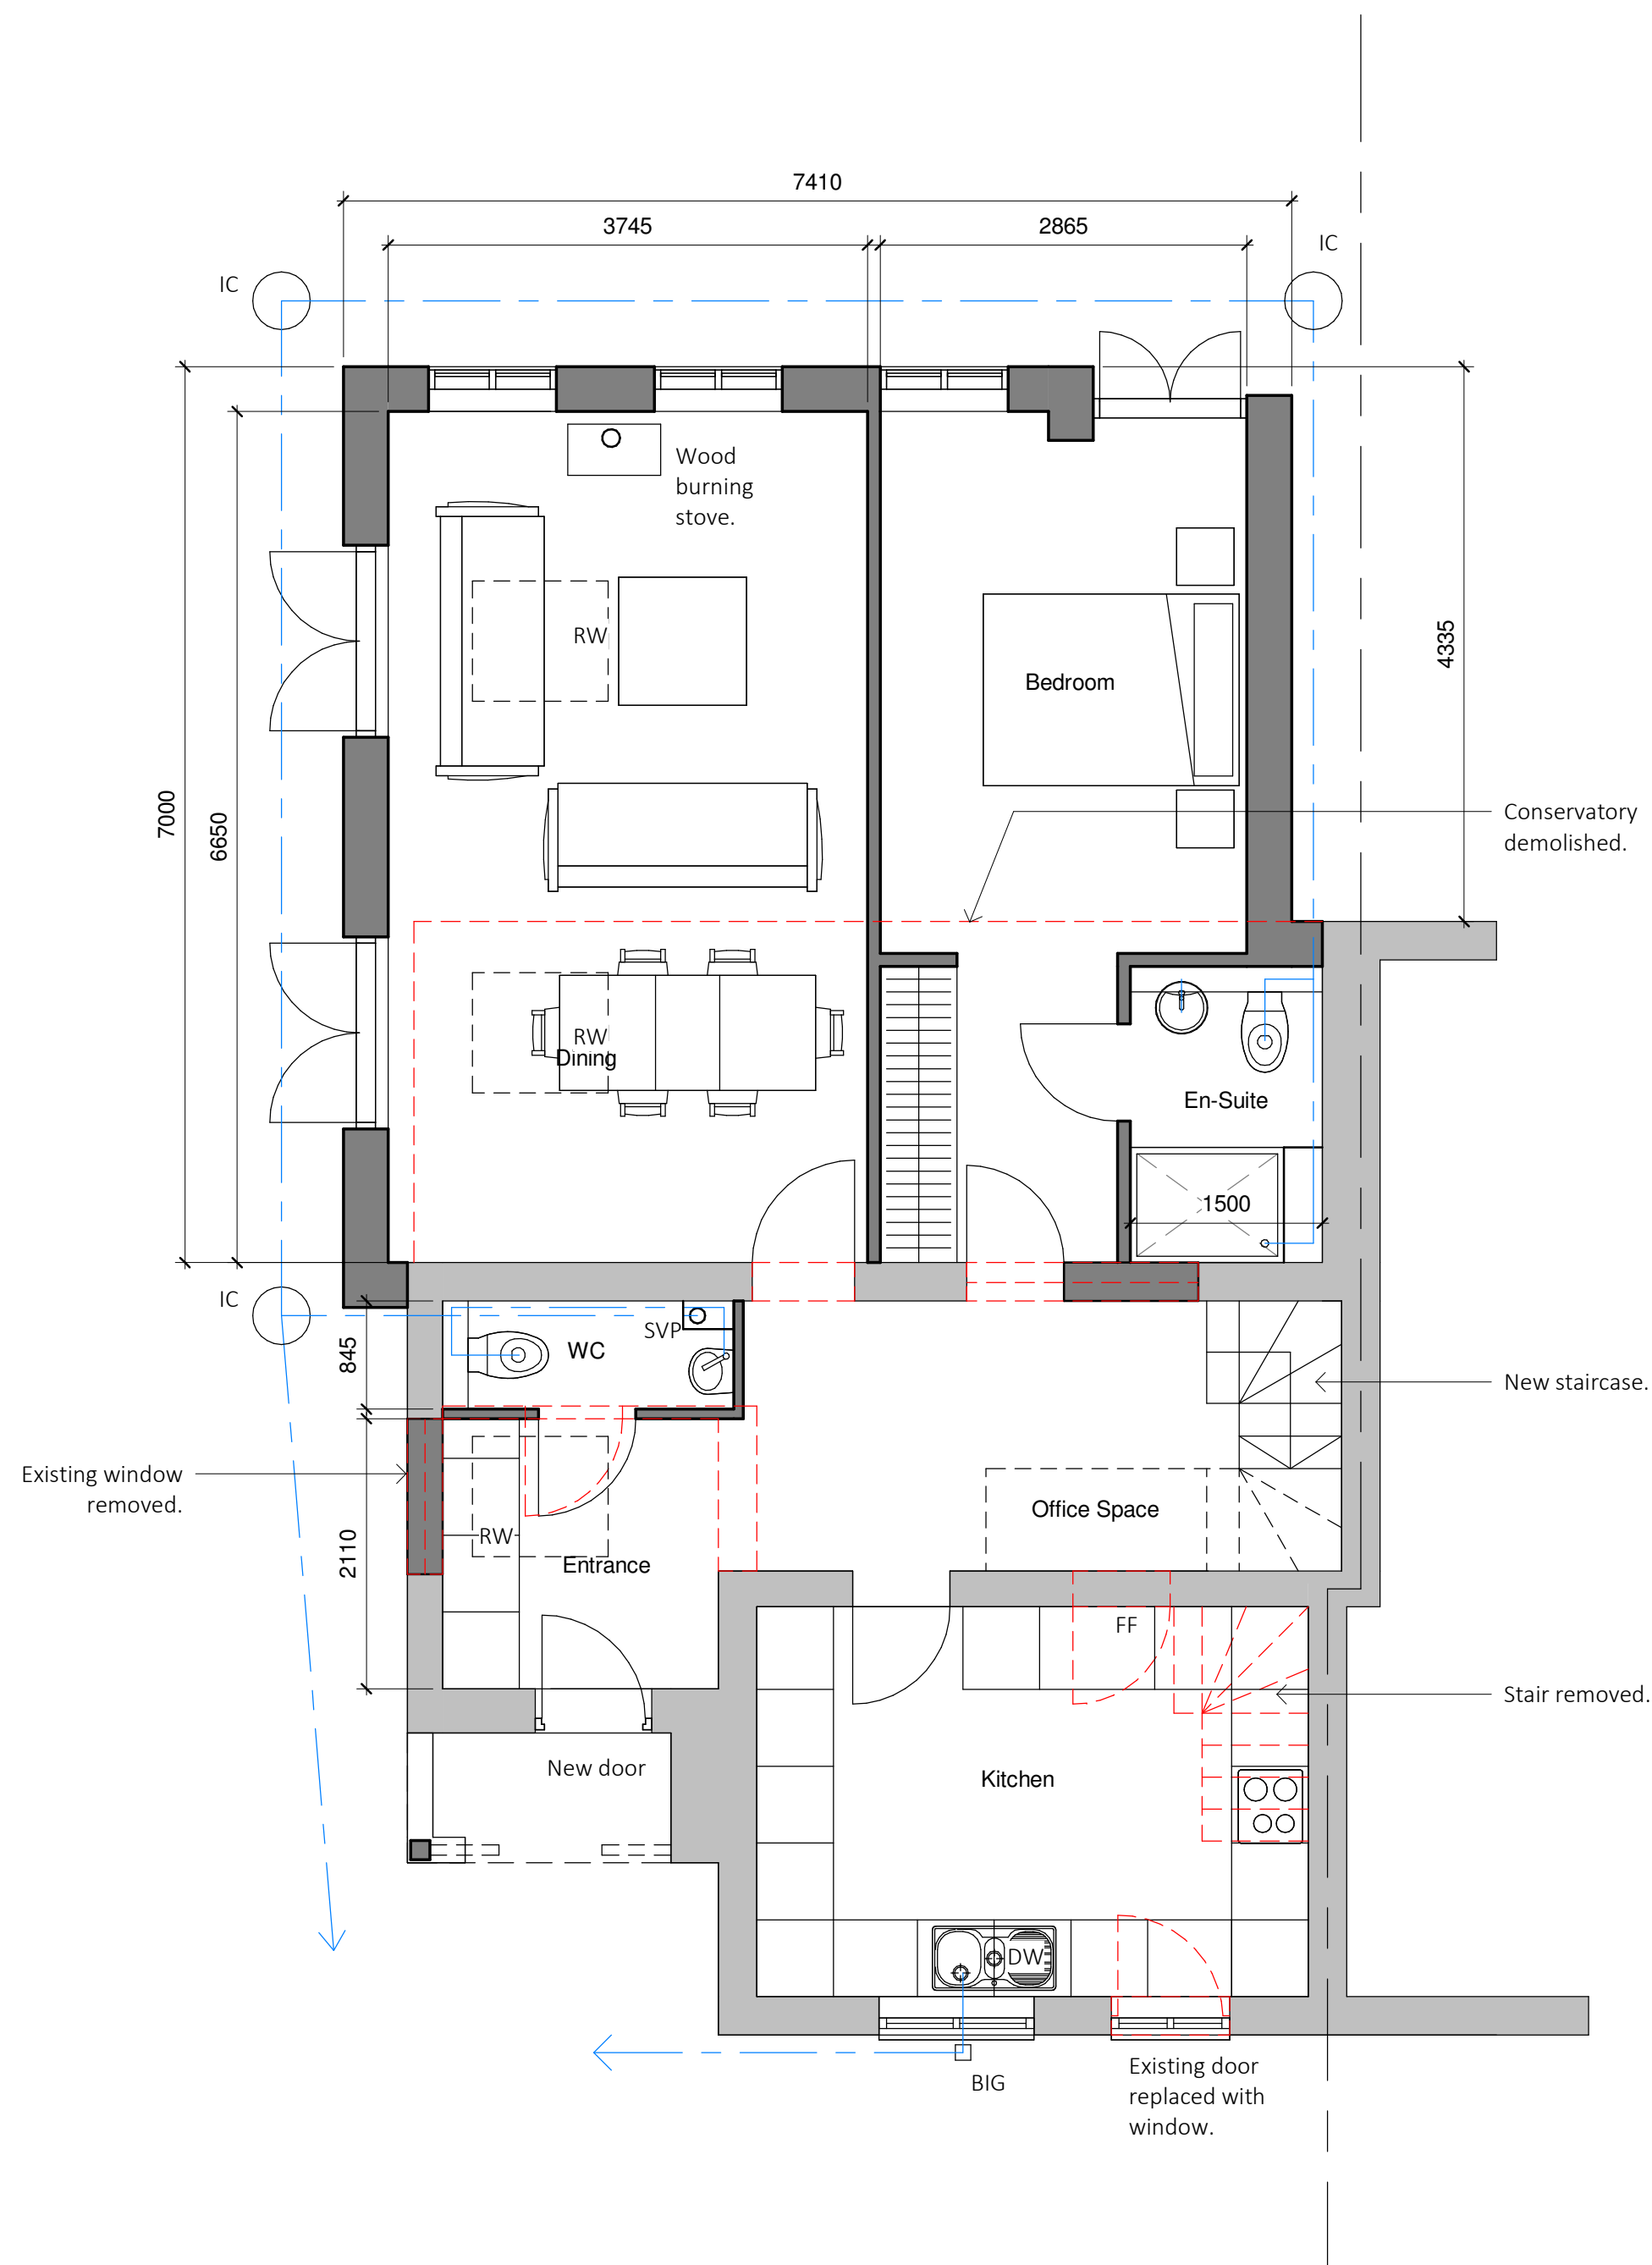 7410
3745
2865
IC
IC
Wood
burning
stove.
RW
Bedroom
4335
7000
6650
Conservatory
demolished.
RW
Dining
En-Suite
1500
IC
SVP
WC
845
New staircase.
Existing window
removed.
Office Space
RW
2110
Entrance
FF
Stair removed.
New door
Kitchen
DW
BIG
Existing door
replaced with
window.